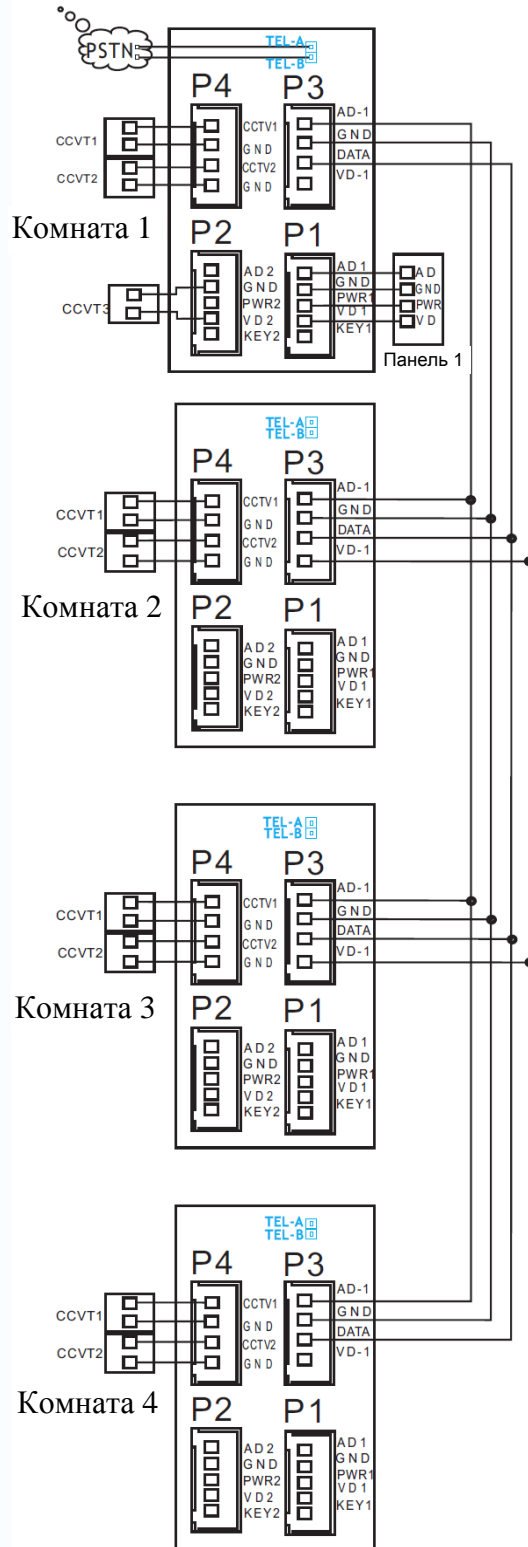 PSTN
TEL-A
TEL-B
P4
P3
CCVT1
CCVT2
CCTV1
GND
CCTV2
GND
AD-1
GND
DATA
VD-1
Комната 1
P2
P1
CCVT3
AD2
GND
PWR2
VD2
KEY2
AD1
GND
PWR1
VD1
KEY1
AD
GND
PWR
VD
Панель 1
TEL-A
TEL-B
P4
P3
CCVT1
CCVT2
CCTV1
GND
CCTV2
GND
AD-1
GND
DATA
VD-1
Комната 2
P2
P1
AD2
GND
PWR2
VD2
KEY2
AD1
GND
PWR1
VD1
KEY1
TEL-A
TEL-B
P4
P3
CCVT1
CCVT2
CCTV1
GND
CCTV2
GND
AD-1
GND
DATA
VD-1
Комната 3
P2
P1
AD2
GND
PWR2
VD2
KEY2
AD1
GND
PWR1
VD1
KEY1
TEL-A
TEL-B
P4
P3
CCVT1
CCVT2
CCTV1
GND
CCTV2
GND
AD-1
GND
DATA
VD-1
Комната 4
P2
P1
AD2
GND
PWR2
VD2
KEY2
AD1
GND
PWR1
VD1
KEY1